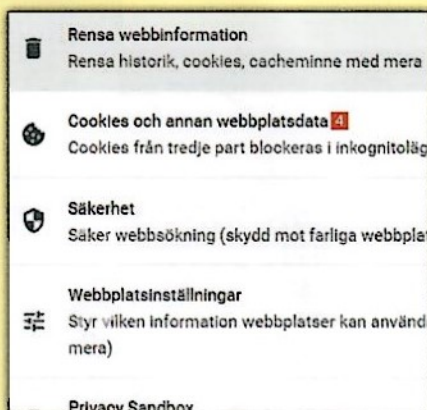 Rensa webbinformation
Rensa historik, cookies, cacheminne med mera
Cookies och annan webbplatsdata 4
Cookies från tredje part blockeras i inkognitoläg
Säkerhet
Säker webbsökning (skydd mot farliga webbplat
Webbplatsinställningar
Styr vilken information webbplatser kan använd
mera)
Privacy Sandbox